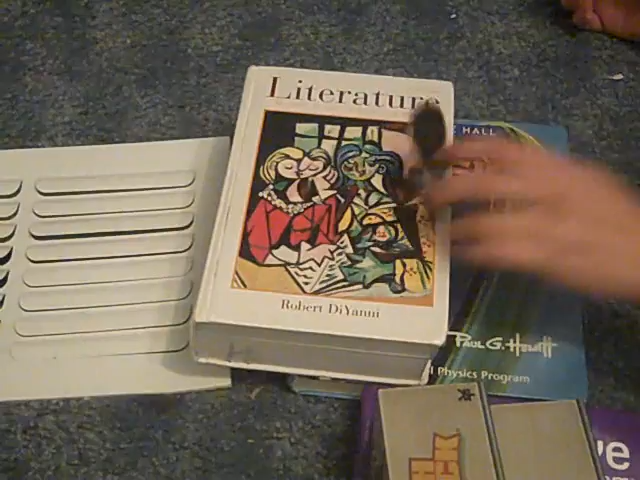 Literature
HALL
Robert DiYanni
PAUL G. Hewitt
l Physics Program
ve